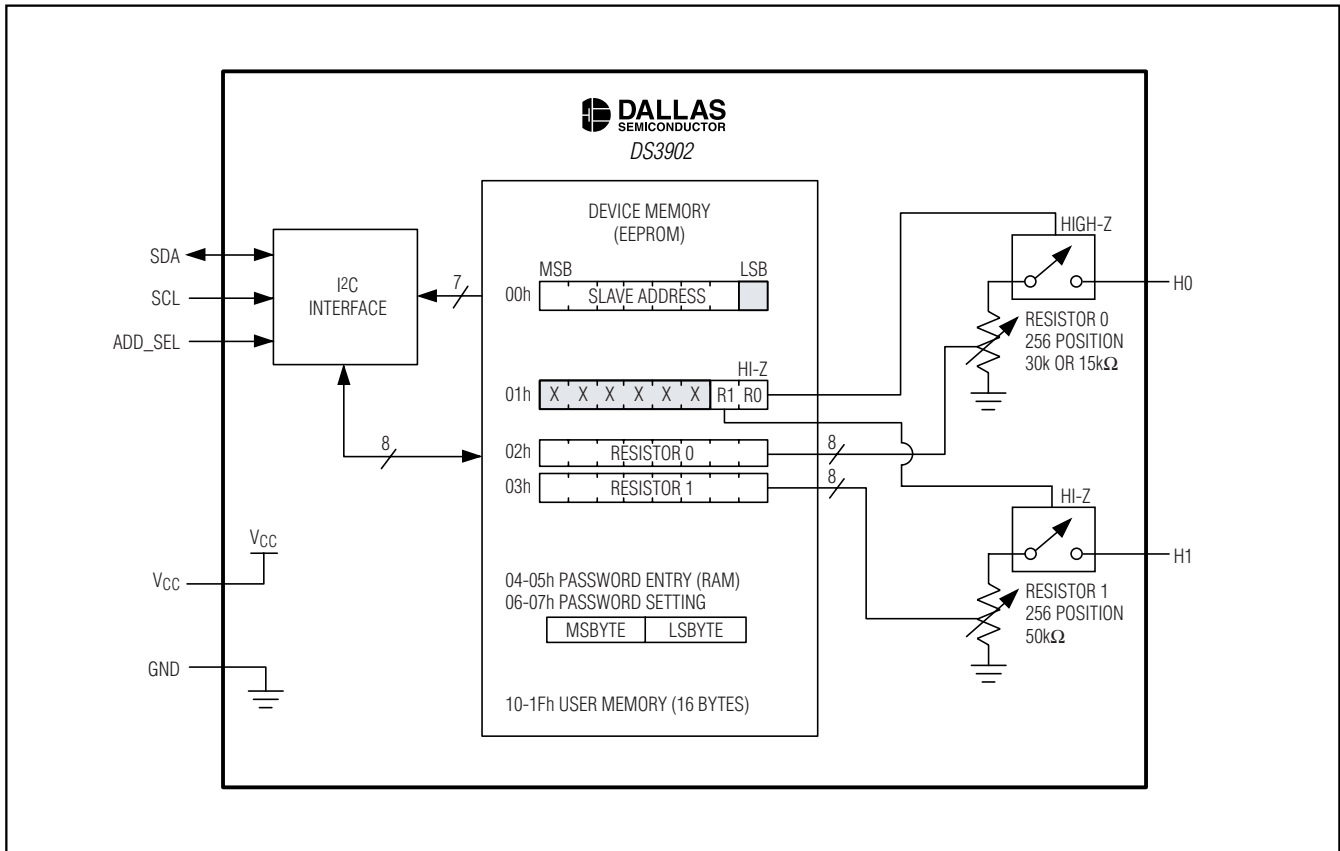 DALLAS
SEMICONDUCTOR
DS3902
SDA
SCL
ADD_SEL
I²C
INTERFACE
7
8
VCC
VCC
GND
DEVICE MEMORY
(EEPROM)
MSB
LSB
00h
SLAVE ADDRESS
HI-Z
01h
X X X X X X R1 R0
02h
RESISTOR 0
8
03h
RESISTOR 1
8
04-05h PASSWORD ENTRY (RAM)
06-07h PASSWORD SETTING
MSBYTE LSBYTE
10-1Fh USER MEMORY (16 BYTES)
HIGH-Z
H0
RESISTOR 0
256 POSITION
30k OR 15kΩ
HI-Z
H1
RESISTOR 1
256 POSITION
50kΩ